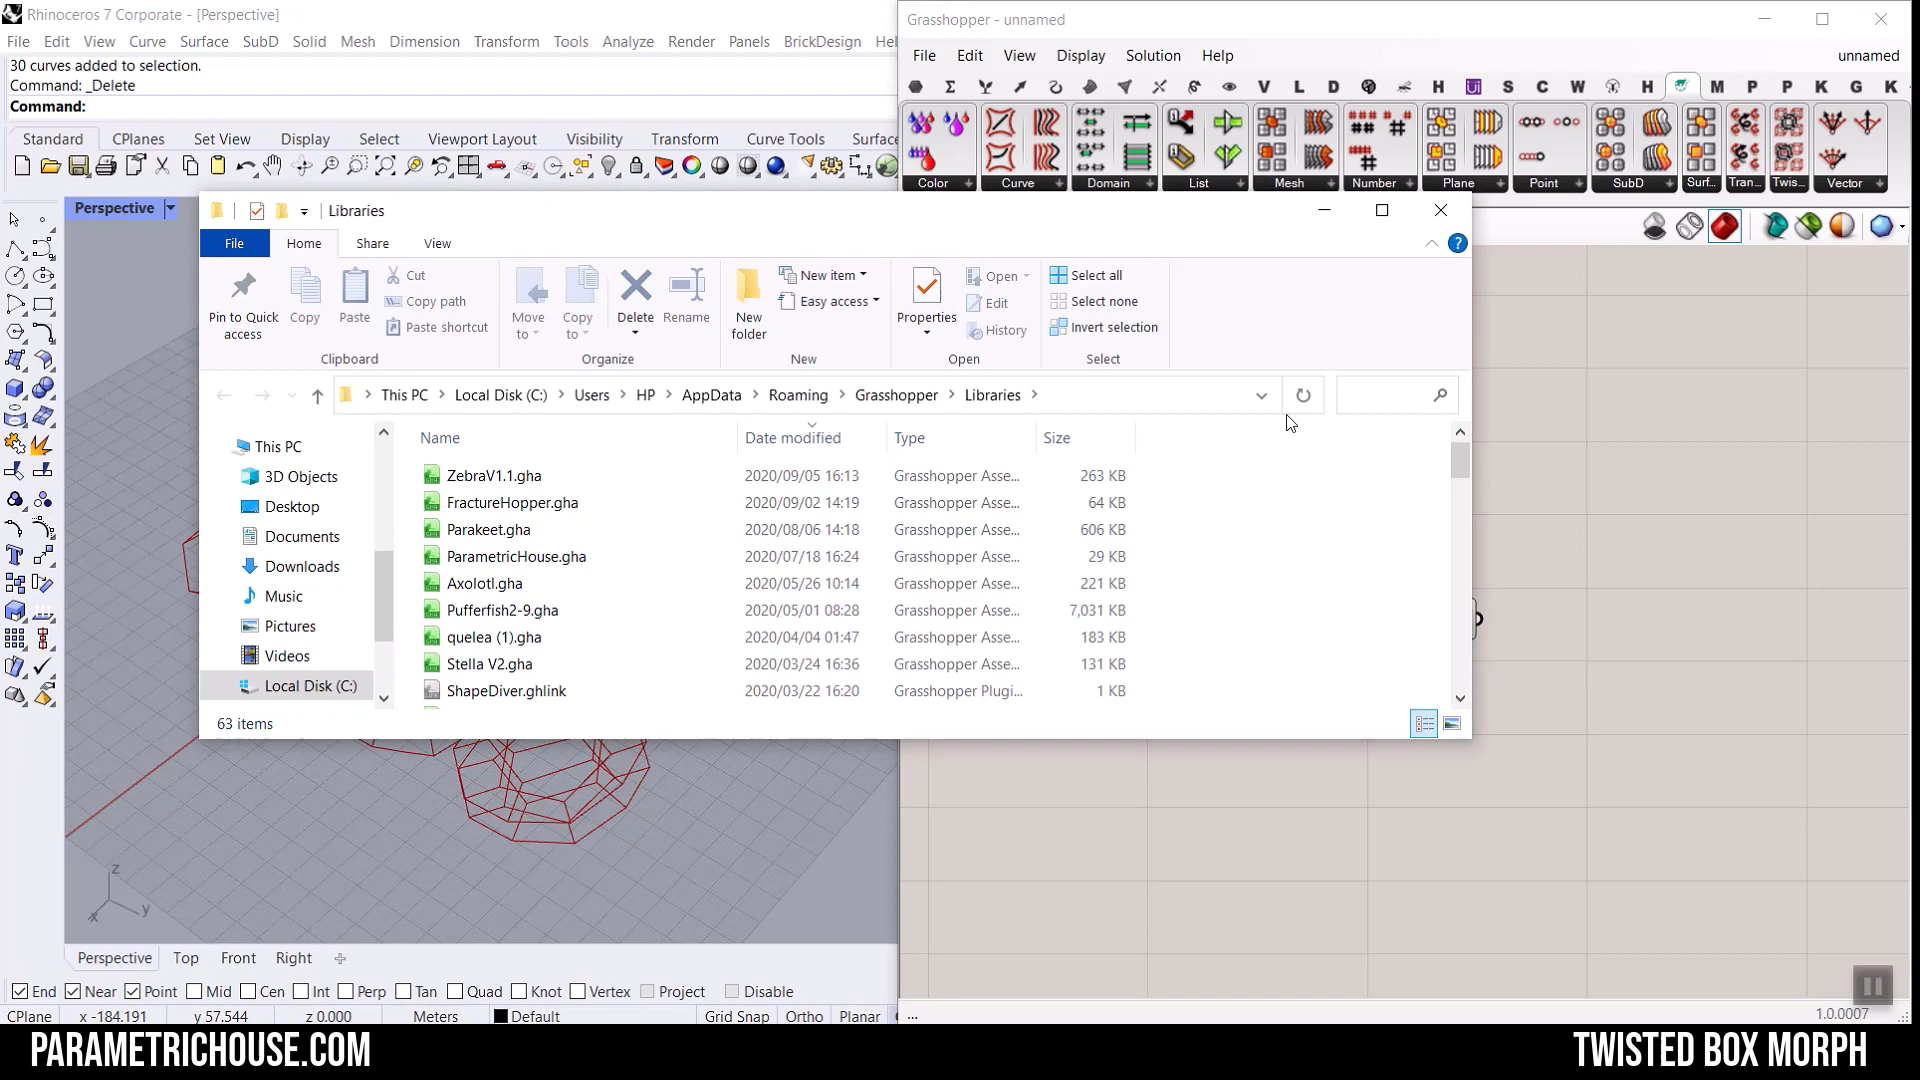 Rhinoceros 7 Corporate - [Perspective]
File Edit View Curve Surface SubD Solid Mesh Dimension Transform Tools Analyze Render Panels BrickDesign Hel
30 curves added to selection.
Command: _Delete
Command:
Standard CPlanes Set View Display Select Viewport Layout Visibility Transform Curve Tools Surface
Perspective
Grasshopper - unnamed
File Edit View Display Solution Help unnamed
V L D H S C W H M P P K G K
Color Curve Domain List Mesh Number Plane Point SubD Surf... Tran... Twis... Vector
Libraries
File Home Share View
Pin to Quick access
Copy
Paste
Cut
Copy path
Paste shortcut
Clipboard
Move to
Copy to
Delete
Rename
Organize
New folder
New item
Easy access
New
Properties
Open
Edit
History
Open
Select all
Select none
Invert selection
Select
This PC Local Disk (C:) Users HP AppData Roaming Grasshopper Libraries
This PC
3D Objects
Desktop
Documents
Downloads
Music
Pictures
Videos
Local Disk (C:)
Name Date modified Type Size
ZebraV1.1.gha 2020/09/05 16:13 Grasshopper Asse... 263 KB
FractureHopper.gha 2020/09/02 14:19 Grasshopper Asse... 64 KB
Parakeet.gha 2020/08/06 14:18 Grasshopper Asse... 606 KB
ParametricHouse.gha 2020/07/18 16:24 Grasshopper Asse... 29 KB
Axolotl.gha 2020/05/26 10:14 Grasshopper Asse... 221 KB
Pufferfish2-9.gha 2020/05/01 08:28 Grasshopper Asse... 7,031 KB
quelea (1).gha 2020/04/04 01:47 Grasshopper Asse... 183 KB
Stella V2.gha 2020/03/24 16:36 Grasshopper Asse... 131 KB
ShapeDiver.ghlink 2020/03/22 16:20 Grasshopper Plugi... 1 KB
63 items
z
y
x
Perspective Top Front Right
End Near Point Mid Cen Int Perp Tan Quad Knot Vertex Project Disable
CPlane x -184.191 y 57.544 z 0.000 Meters Default Grid Snap Ortho Planar
...
1.0.0007
PARAMETRICHOUSE.COM
TWISTED BOX MORPH